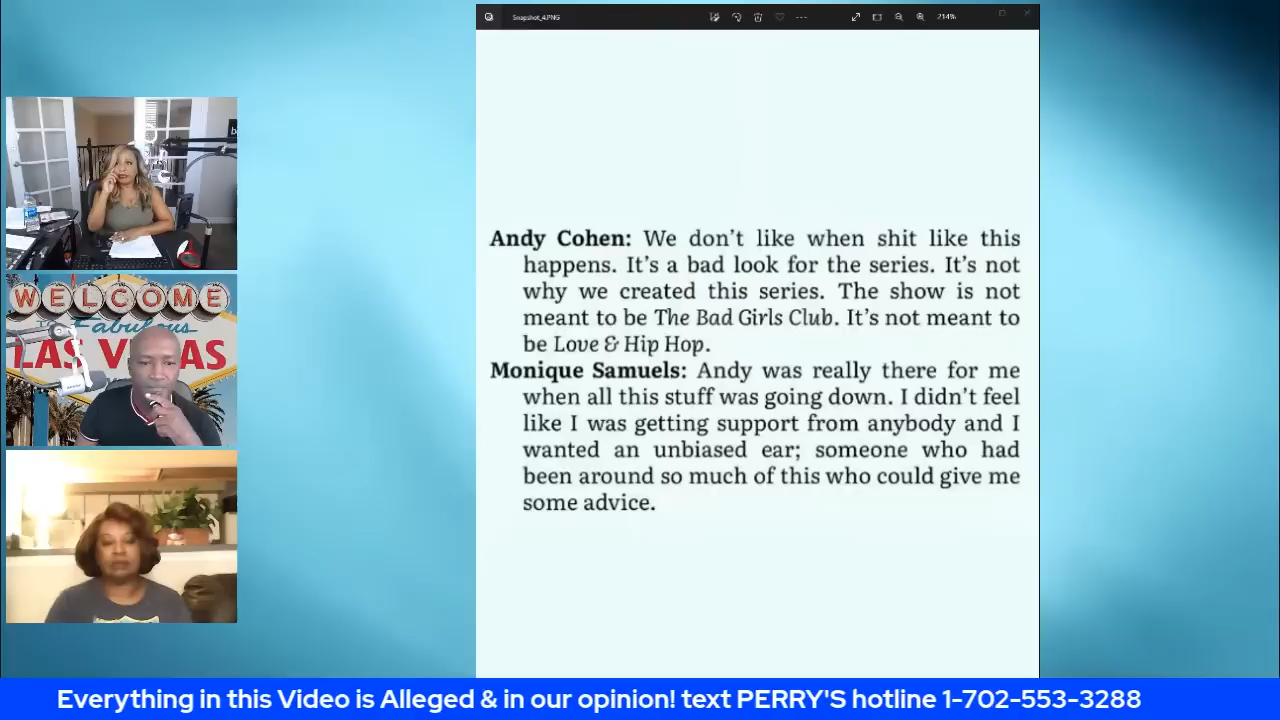 Snapshot_4.PNG
214%
Andy Cohen: We don't like when shit like this
happens. It's a bad look for the series. It's not
why we created this series. The show is not
meant to be The Bad Girls Club. It's not meant to
be Love & Hip Hop.
Monique Samuels: Andy was really there for me
when all this stuff was going down. I didn't feel
like I was getting support from anybody and I
wanted an unbiased ear; someone who had
been around so much of this who could give me
some advice.
WELCOME
Fabulous
LAS VEGAS
Everything in this Video is Alleged & in our opinion! text PERRY'S hotline 1-702-553-3288